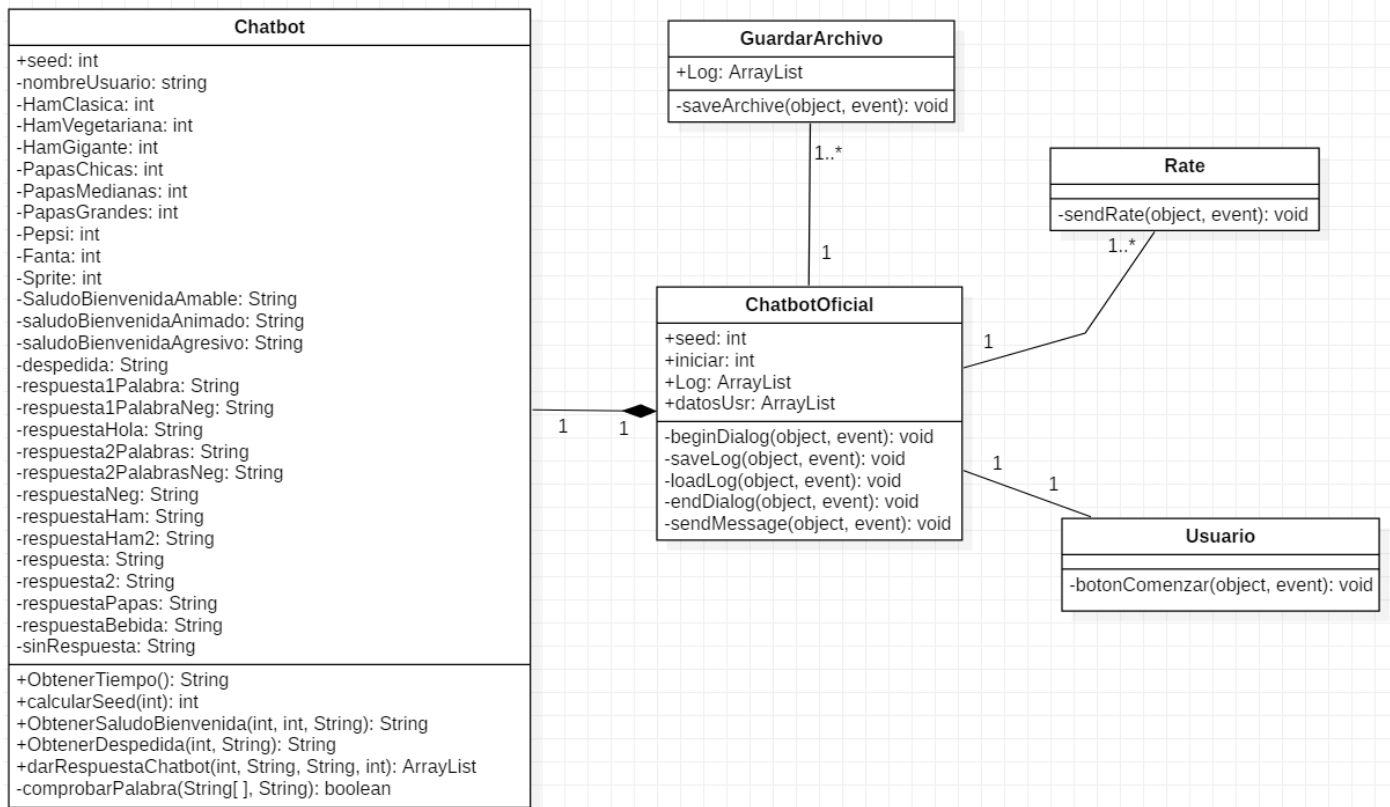 Chatbot
+seed: int
-nombreUsuario: string
-HamClasica: int
-HamVegetariana: int
-HamGigante: int
-PapasChicas: int
-PapasMedianas: int
-PapasGrandes: int
-Pepsi: int
-Fanta: int
-Sprite: int
-SaludoBienvenidaAmable: String
-saludoBienvenidaAnimado: String
-saludoBienvenidaAgresivo: String
-despedida: String
-respuesta1Palabra: String
-respuesta1PalabraNeg: String
-respuestaHola: String
-respuesta2Palabras: String
-respuesta2PalabrasNeg: String
-respuestaNeg: String
-respuestaHam: String
-respuestaHam2: String
-respuesta: String
-respuesta2: String
-respuestaPapas: String
-respuestaBebida: String
-sinRespuesta: String
+ObtenerTiempo(): String
+calcularSeed(int): int
+ObtenerSaludoBienvenida(int, int, String): String
+ObtenerDespedida(int, String): String
+darRespuestaChatbot(int, String, String, int): ArrayList
-comprobarPalabra(String[ ], String): boolean
GuardarArchivo
+Log: ArrayList
-saveArchive(object, event): void
1..*
1
Rate
-sendRate(object, event): void
1..*
1
ChatbotOficial
+seed: int
+iniciar: int
+Log: ArrayList
+datosUsr: ArrayList
-beginDialog(object, event): void
-saveLog(object, event): void
-loadLog(object, event): void
-endDialog(object, event): void
-sendMessage(object, event): void
1
1
1
1
Usuario
-botonComenzar(object, event): void